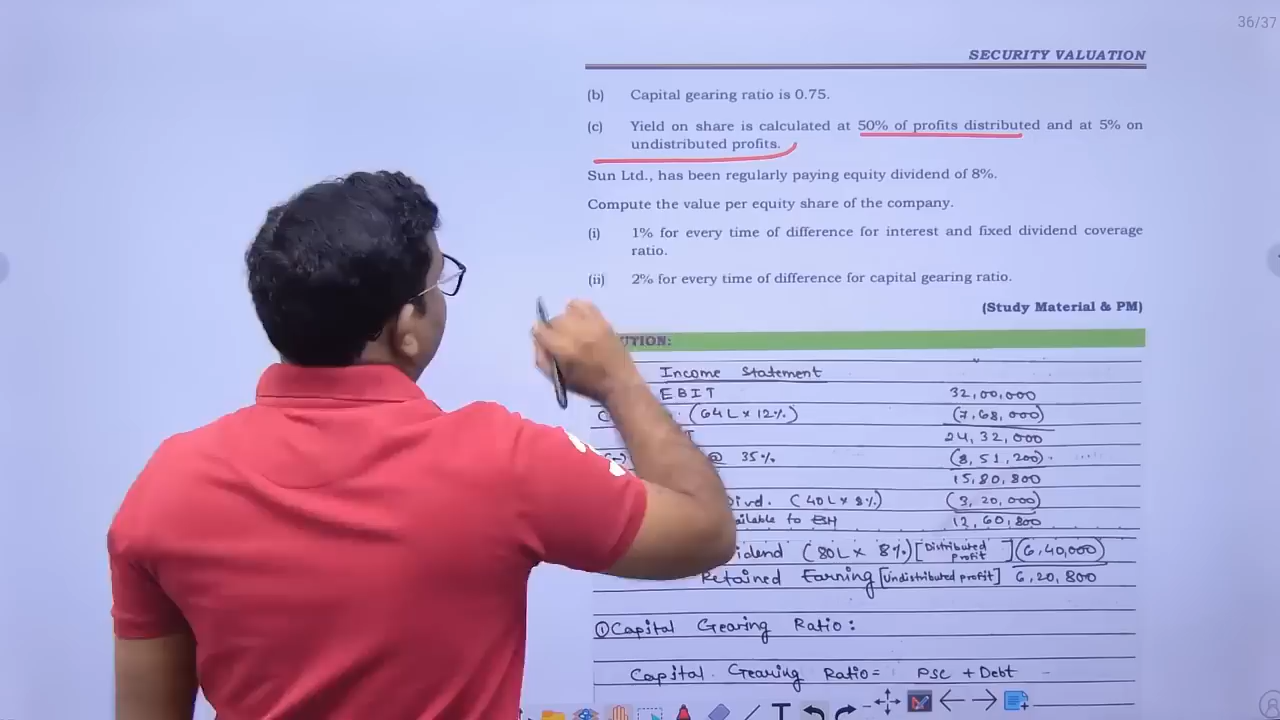 36/37
SECURITY VALUATION
(b) Capital gearing ratio is 0.75.
(c) Yield on share is calculated at 50% of profits distributed and at 5% on
undistributed profits.
Sun Ltd., has been regularly paying equity dividend of 8%.
Compute the value per equity share of the company.
(i) 1% for every time of difference for interest and fixed dividend coverage
ratio.
(ii) 2% for every time of difference for capital gearing ratio.
(Study Material & PM)
UTION:
Income Statement
EBIT 32,00,000
(64L x 12%) (7,68,000)
24,32,000
@ 35% (8,51,200)
15,80,800
Divd. (40L x 8%) (3,20,000)
ailable to ESH 12,60,800
idend (80L x 8%) [Distributed profit] (6,40,000)
Retained Earning [Undistributed profit] 6,20,800
① Capital Gearing Ratio:
Capital Gearing Ratio = PSC + Debt